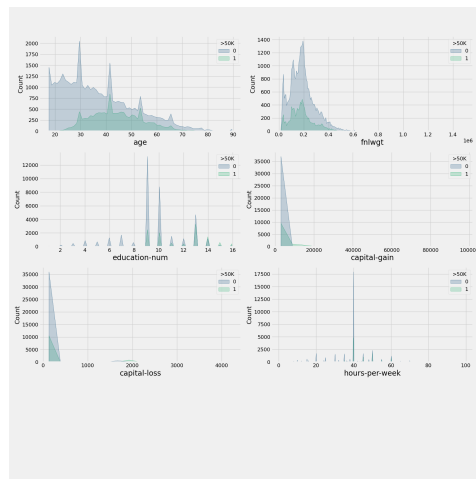 >50K
0
1
2000
1750
1500
1250
1000
750
500
250
0
Count
20 30 40 50 60 70 80 90
age
>50K
0
1
1400
1200
1000
800
600
400
200
0
Count
0.0 0.2 0.4 0.6 0.8 1.0 1.2 1.4
1e6
fnlwgt
>50K
0
1
12000
10000
8000
6000
4000
2000
0
Count
2 4 6 8 10 12 14 16
education-num
>50K
0
1
35000
30000
25000
20000
15000
10000
5000
0
Count
0 20000 40000 60000 80000 100000
capital-gain
>50K
0
1
35000
30000
25000
20000
15000
10000
5000
0
Count
0 1000 2000 3000 4000
capital-loss
>50K
0
1
17500
15000
12500
10000
7500
5000
2500
0
Count
0 20 40 60 80 100
hours-per-week